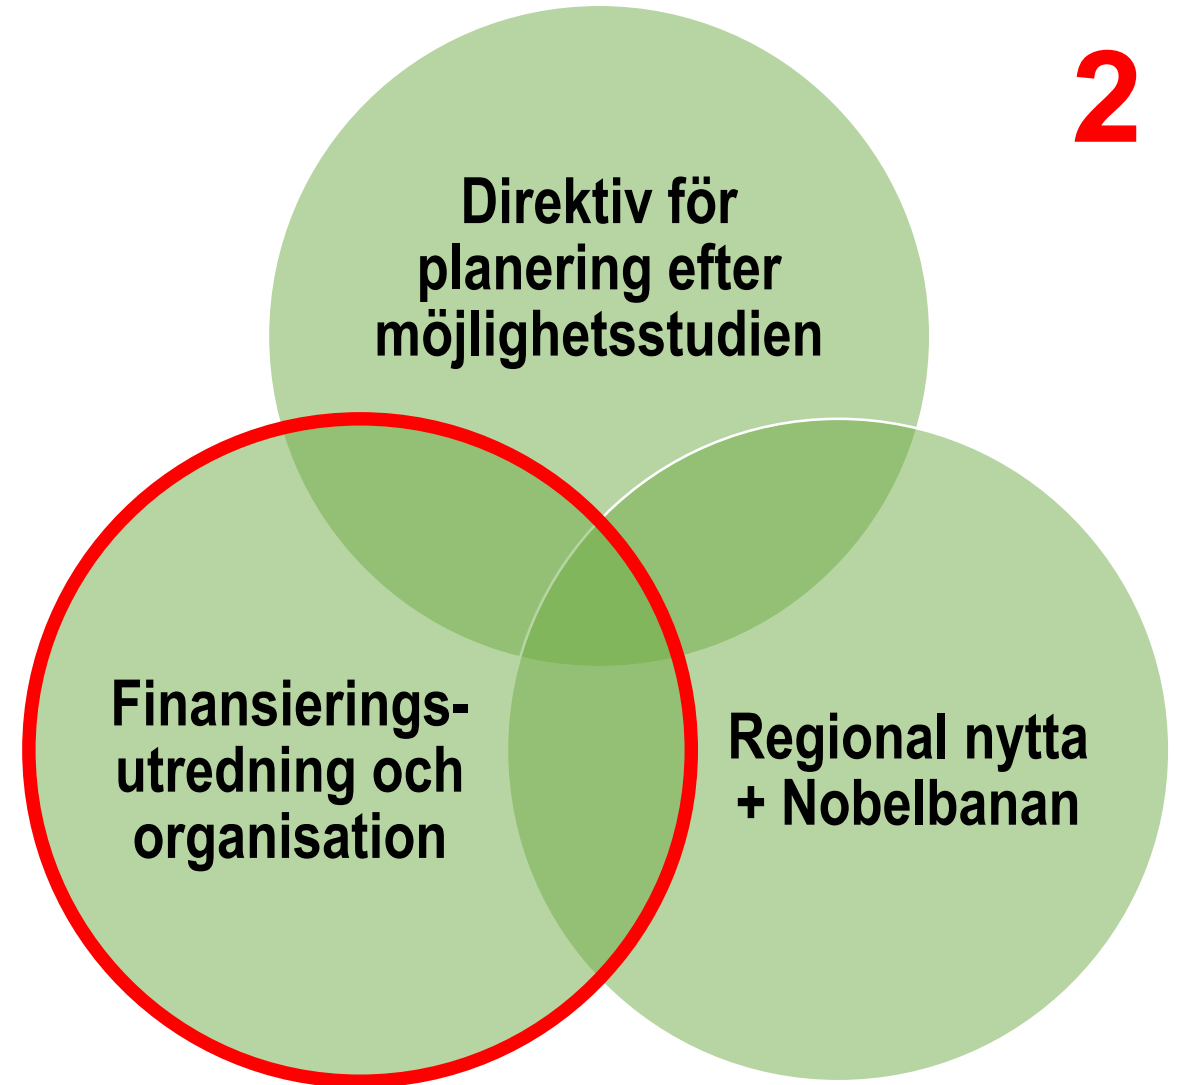 2
Direktiv för
planering efter
möjlighetsstudien
Finansierings-
utredning och
organisation
Regional nytta
+ Nobelbanan